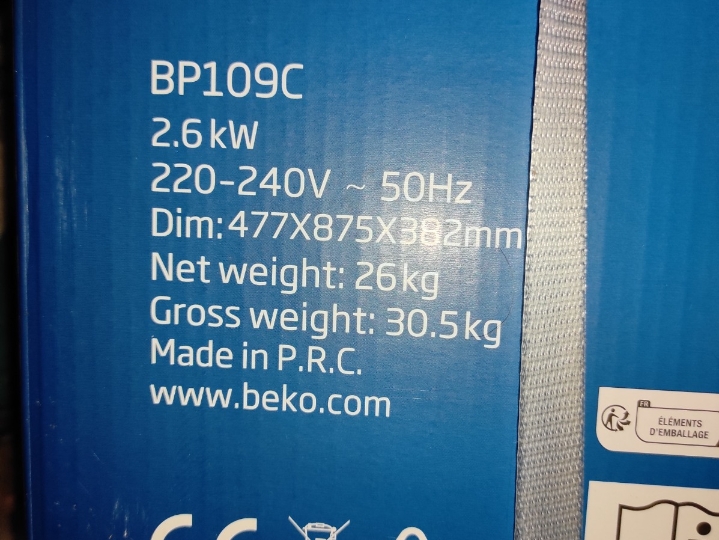 BP109C
2.6 kW
220-240V ~ 50Hz
Dim: 477X875X382mm
Net weight: 26kg
Gross weight: 30.5kg
Made in P.R.C.
www.beko.com
FR
ÉLÉMENTS
D'EMBALLAGE
CE